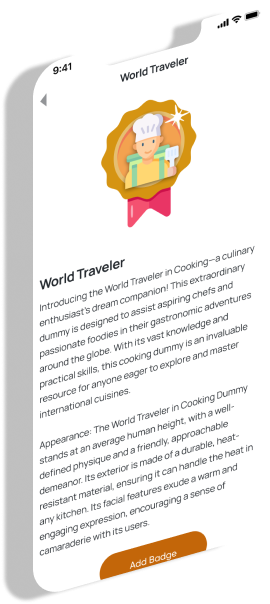 9:41
World Traveler
World Traveler
Introducing the World Traveler in Cooking—a culinary
enthusiast's dream companion! This extraordinary
dummy is designed to assist aspiring chefs and
passionate foodies in their gastronomic adventures
around the globe. With its vast knowledge and
practical skills, this cooking dummy is an invaluable
resource for anyone eager to explore and master
international cuisines.
Appearance: The World Traveler in Cooking Dummy
stands at an average human height, with a well-
defined physique and a friendly, approachable
demeanor. Its exterior is made of a durable, heat-
resistant material, ensuring it can handle the heat in
any kitchen. Its facial features exude a warm and
engaging expression, encouraging a sense of
camaraderie with its users.
Add Badge